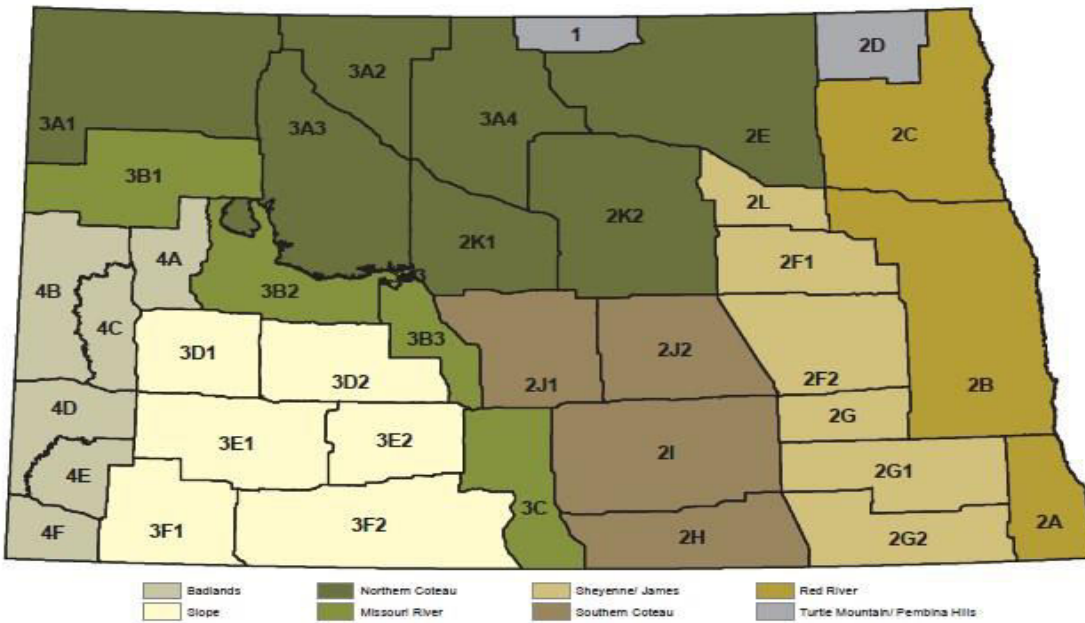 1
2D
3A2
3A1
3A3
3A4
2E
2C
3B1
2L
2K2
2K1
2F1
4A
4B
3B2
4C
3B3
3D1
2J2
3D2
2J1
2F2
2B
4D
2G
3E1
3E2
2I
4E
2G1
3C
4F
3F1
3F2
2H
2G2
2A
Badlands Northern Coteau Sheyenne/ James Red River
Slope Missouri River Southern Coteau Turtle Mountain/ Pembina Hills